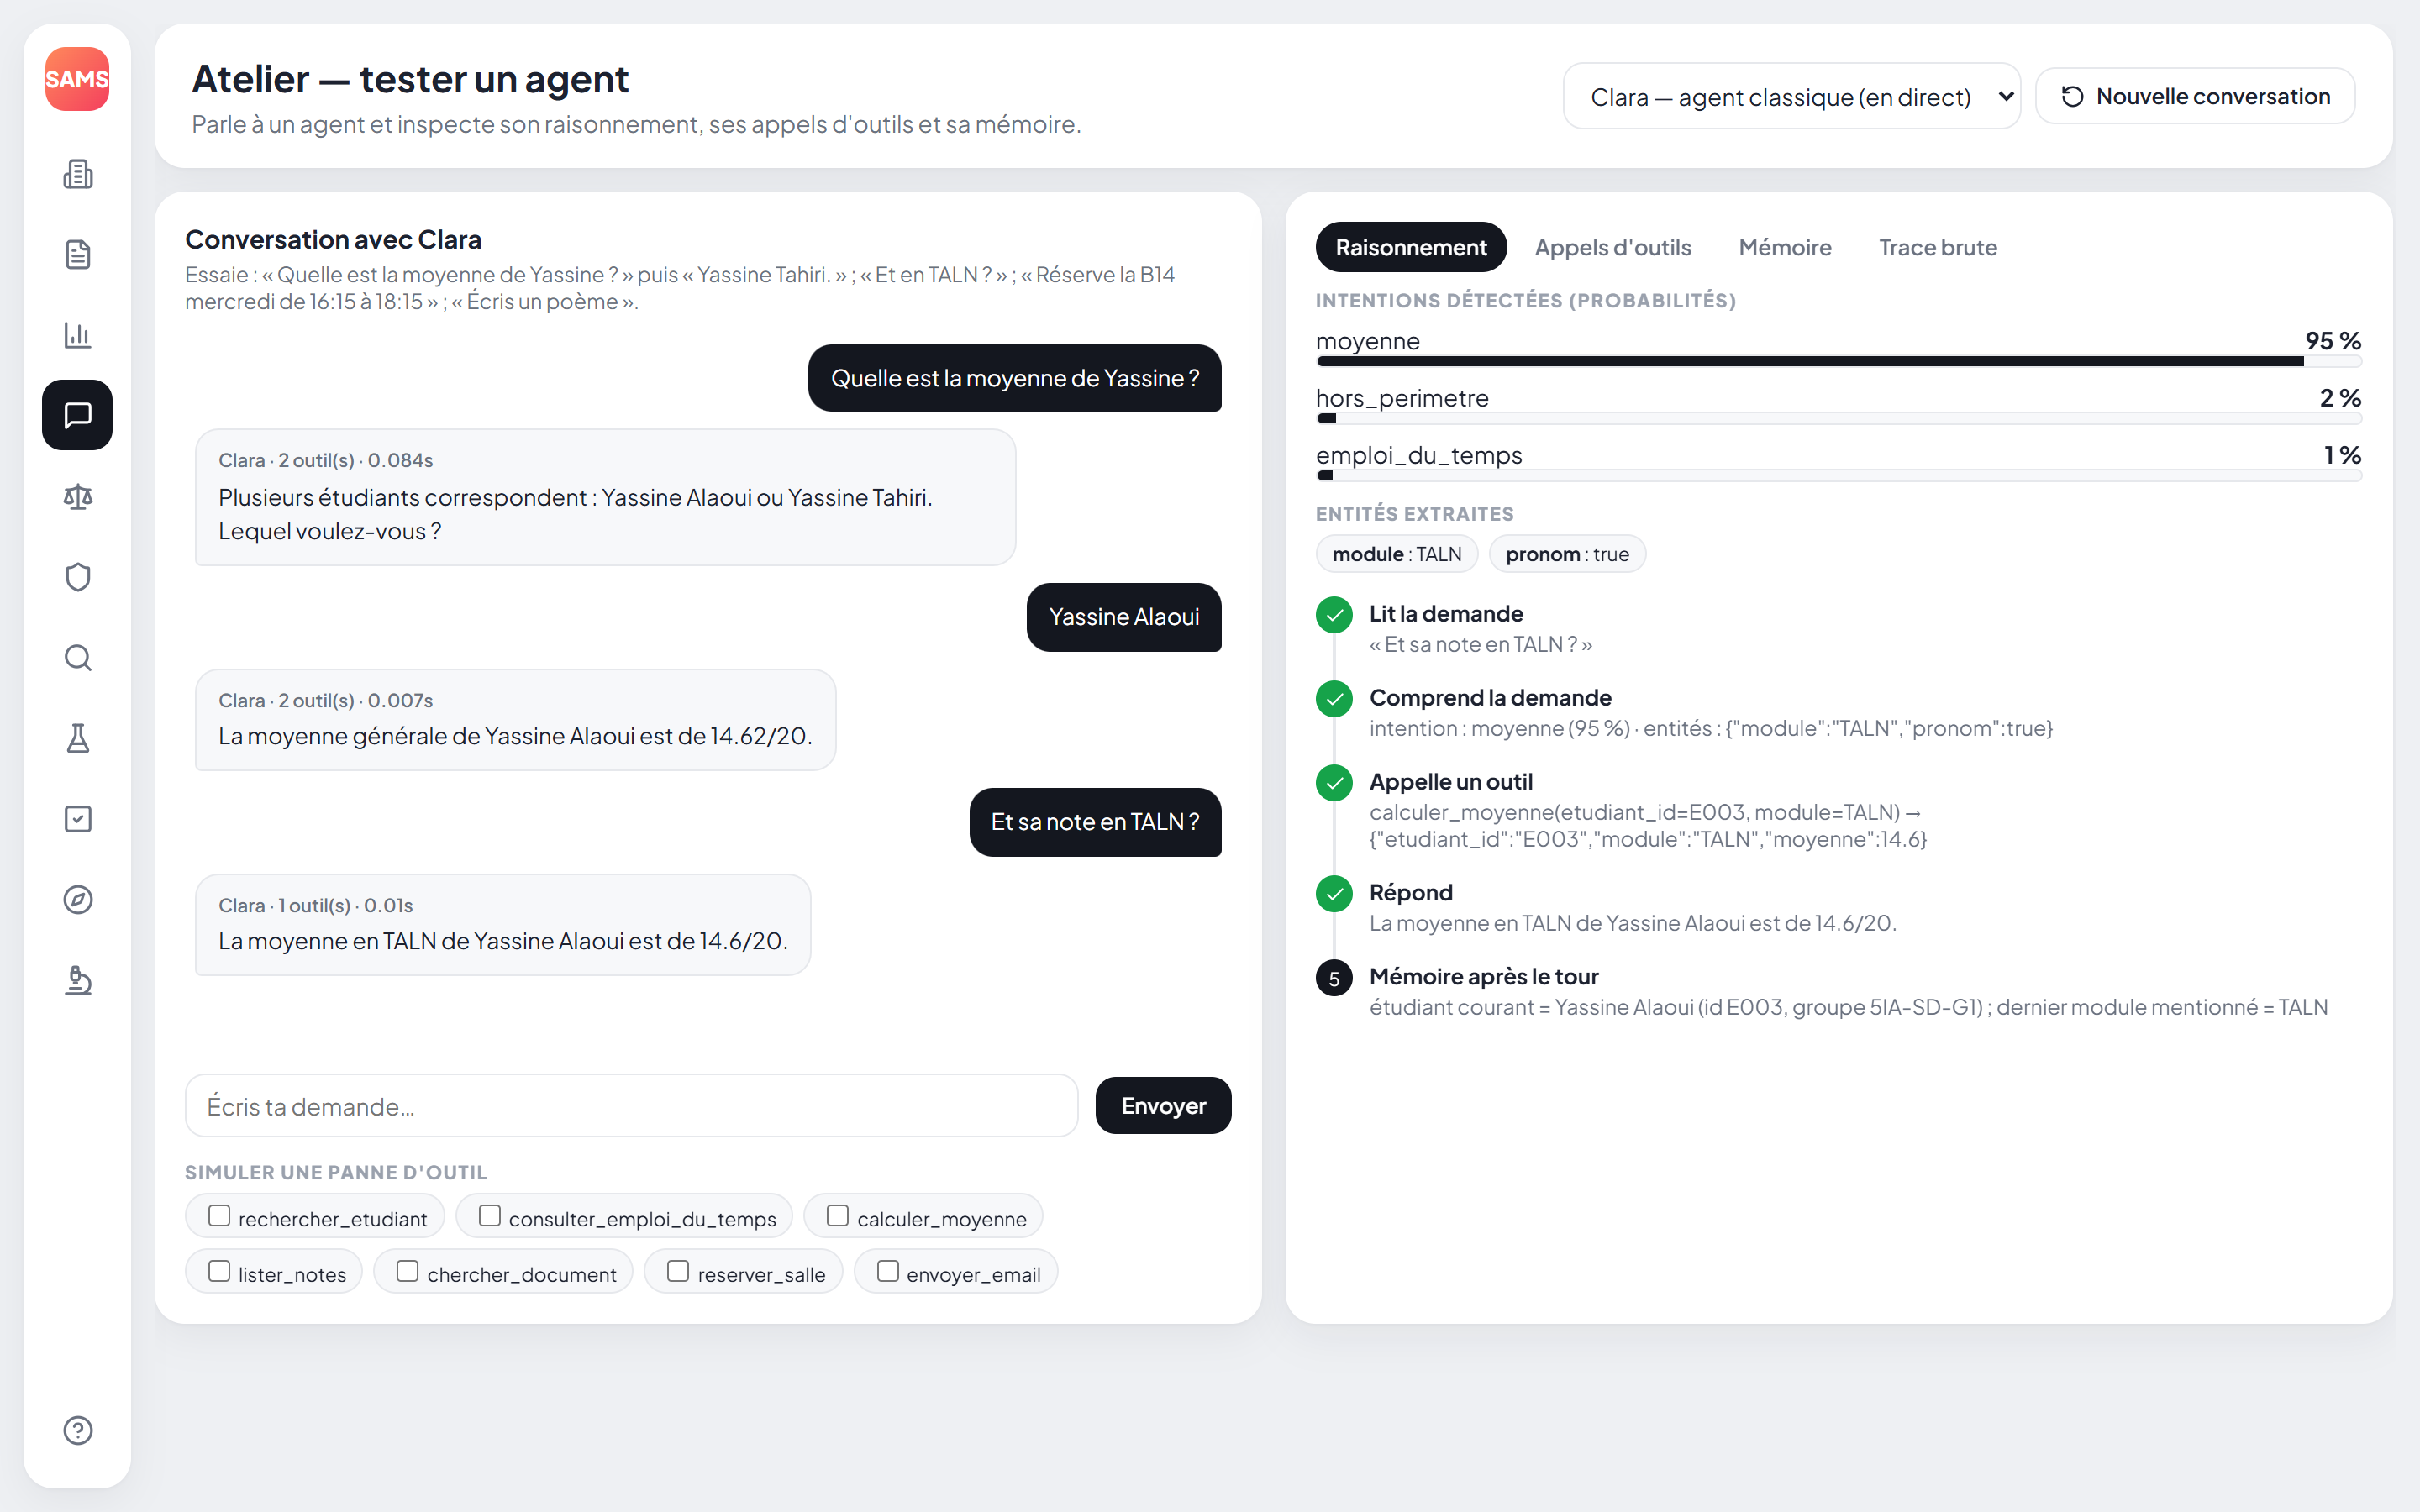 SAMS
Atelier — tester un agent
Parle à un agent et inspecte son raisonnement, ses appels d'outils et sa mémoire.
Clara — agent classique (en direct)
Nouvelle conversation
Conversation avec Clara
Essaie : « Quelle est la moyenne de Yassine ? » puis « Yassine Tahiri. » ; « Et en TALN ? » ; « Réserve la B14
mercredi de 16:15 à 18:15 » ; « Écris un poème ».
Quelle est la moyenne de Yassine ?
Clara · 2 outil(s) · 0.084s
Plusieurs étudiants correspondent : Yassine Alaoui ou Yassine Tahiri.
Lequel voulez-vous ?
Yassine Alaoui
Clara · 2 outil(s) · 0.007s
La moyenne générale de Yassine Alaoui est de 14.62/20.
Et sa note en TALN ?
Clara · 1 outil(s) · 0.01s
La moyenne en TALN de Yassine Alaoui est de 14.6/20.
Écris ta demande...
Envoyer
SIMULER UNE PANNE D'OUTIL
rechercher_etudiant
consulter_emploi_du_temps
calculer_moyenne
lister_notes
chercher_document
reserver_salle
envoyer_email
Raisonnement
Appels d'outils
Mémoire
Trace brute
INTENTIONS DÉTECTÉES (PROBABILITÉS)
moyenne 95 %
hors_perimetre 2 %
emploi_du_temps 1 %
ENTITÉS EXTRAITES
module : TALN
pronom : true
Lit la demande
« Et sa note en TALN ? »
Comprend la demande
intention : moyenne (95 %) · entités : {"module":"TALN","pronom":true}
Appelle un outil
calculer_moyenne(etudiant_id=E003, module=TALN) →
{"etudiant_id":"E003","module":"TALN","moyenne":14.6}
Répond
La moyenne en TALN de Yassine Alaoui est de 14.6/20.
5
Mémoire après le tour
étudiant courant = Yassine Alaoui (id E003, groupe 5IA-SD-G1) ; dernier module mentionné = TALN